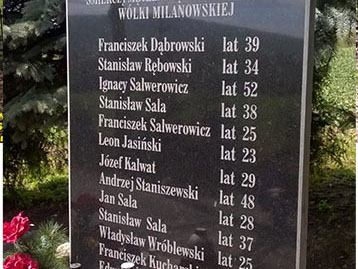 WÓLKI MILANOWSKIEJ
Franciszek Dąbrowski lat 39
Stanisław Rębowski lat 34
Ignacy Salwerowicz lat 52
Stanisław Sala lat 38
Franciszek Salwerowicz lat 25
Leon Jasiński lat 23
Józef Kalwat lat 29
Andrzej Staniszewski lat 48
Jan Sala lat 28
Stanisław Sala lat 37
Władysław Wróblewski lat 25
Franciszek